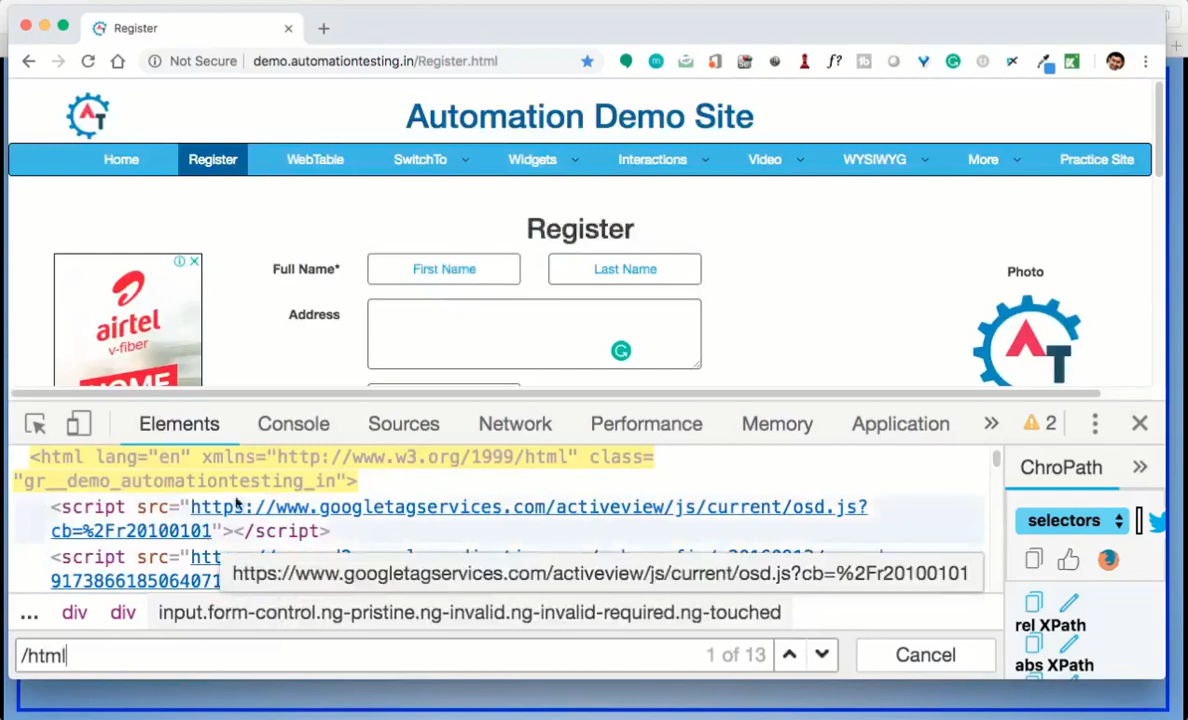 Register
Not Secure
demo.automationtesting.in/Register.html
f?
Automation Demo Site
Home Register WebTable SwitchTo Widgets Interactions Video WYSIWYG More Practice Site
Register
airtel
v-fiber
HOME
Full Name*
First Name
Last Name
Address
Photo
Elements Console Sources Network Performance Memory Application » 2
<html lang="en" xmlns="http://www.w3.org/1999/html" class=
"gr__demo_automationtesting_in">
<script src="https://www.googletagservices.com/activeview/js/current/osd.js?
cb=%2Fr20100101"></script>
<script src="htt
https://www.googletagservices.com/activeview/js/current/osd.js?cb=%2Fr20100101
... div div input.form-control.ng-pristine.ng-invalid.ng-invalid-required.ng-touched
/html
1 of 13
Cancel
ChroPath »
selectors
rel XPath
abs XPath